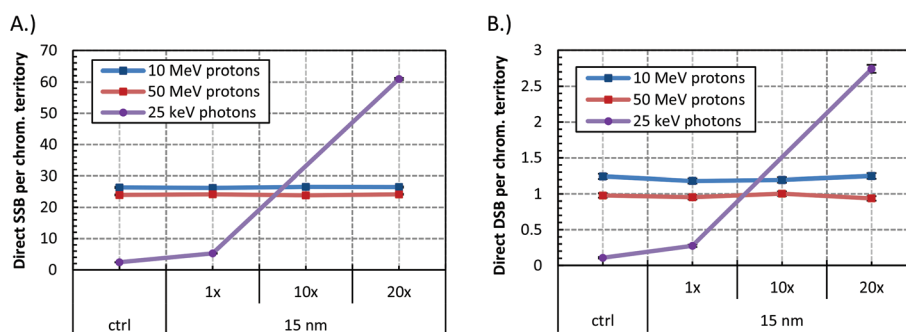 A.)
Direct SSB per chrom. territory
70
60
50
40
30
20
10
0
10 MeV protons
50 MeV protons
25 keV photons
1x 10x 20x
ctrl 15 nm
B.)
Direct DSB per chrom. territory
3
2.5
2
1.5
1
0.5
0
10 MeV protons
50 MeV protons
25 keV photons
1x 10x 20x
ctrl 15 nm